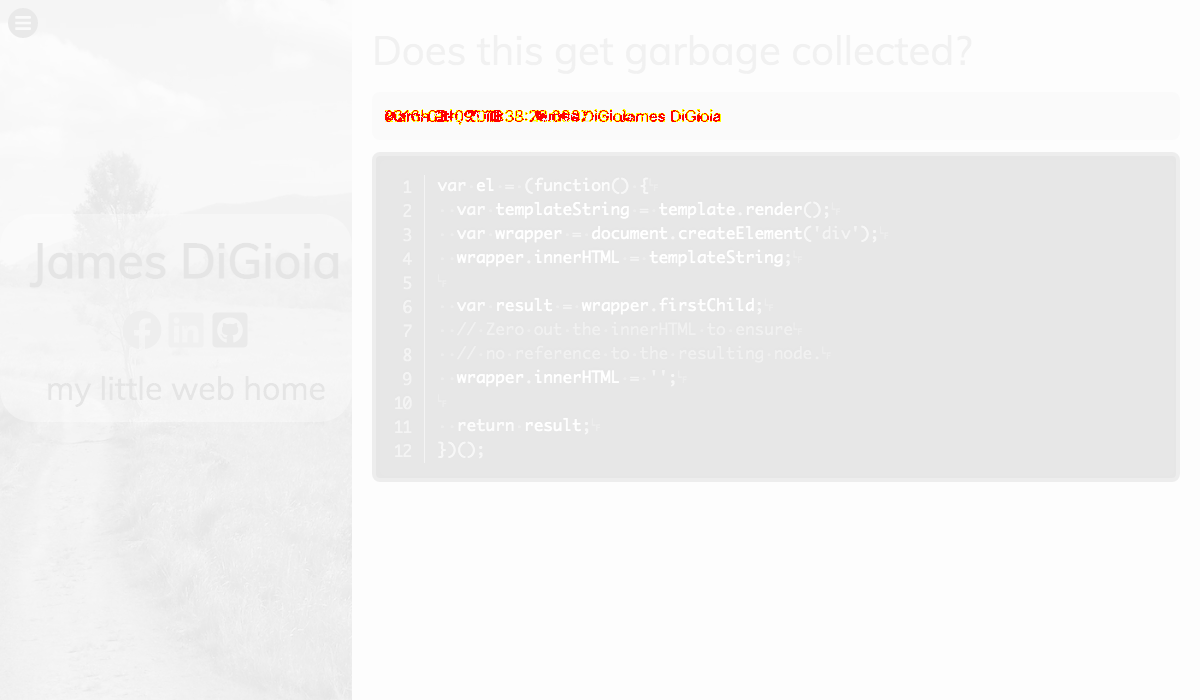 Does this get garbage collected?
James DiGioia
James DiGioia
my little web home
1 var el = (function() {
2 var templateString = template.render();
3 var wrapper = document.createElement('div');
4 wrapper.innerHTML = templateString;
5
6 var result = wrapper.firstChild;
7 // Zero out the innerHTML to ensure
8 // no reference to the resulting node.
9 wrapper.innerHTML = '';
10
11 return result;
12 })();